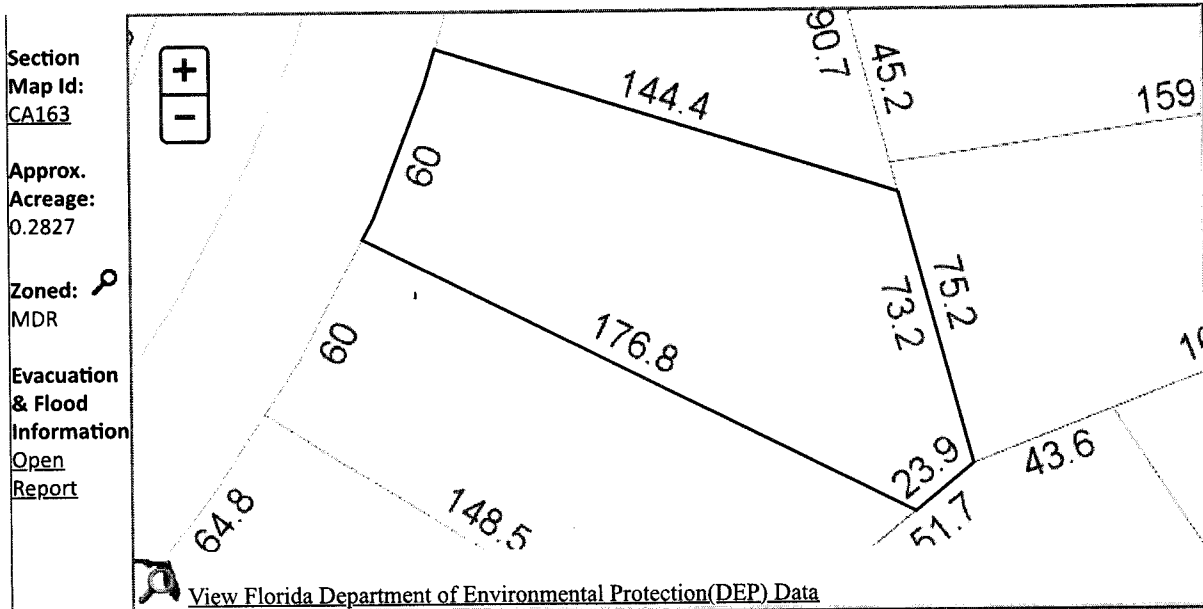 Section
Map Id:
CA163
Approx.
Acreage:
0.2827
Zoned:
MDR
Evacuation
& Flood
Information
Open
Report
+
−
90.7
45.2
159
144.4
60
75.2
73.2
176.8
60
23.9
43.6
51.7
148.5
64.8
View Florida Department of Environmental Protection(DEP) Data